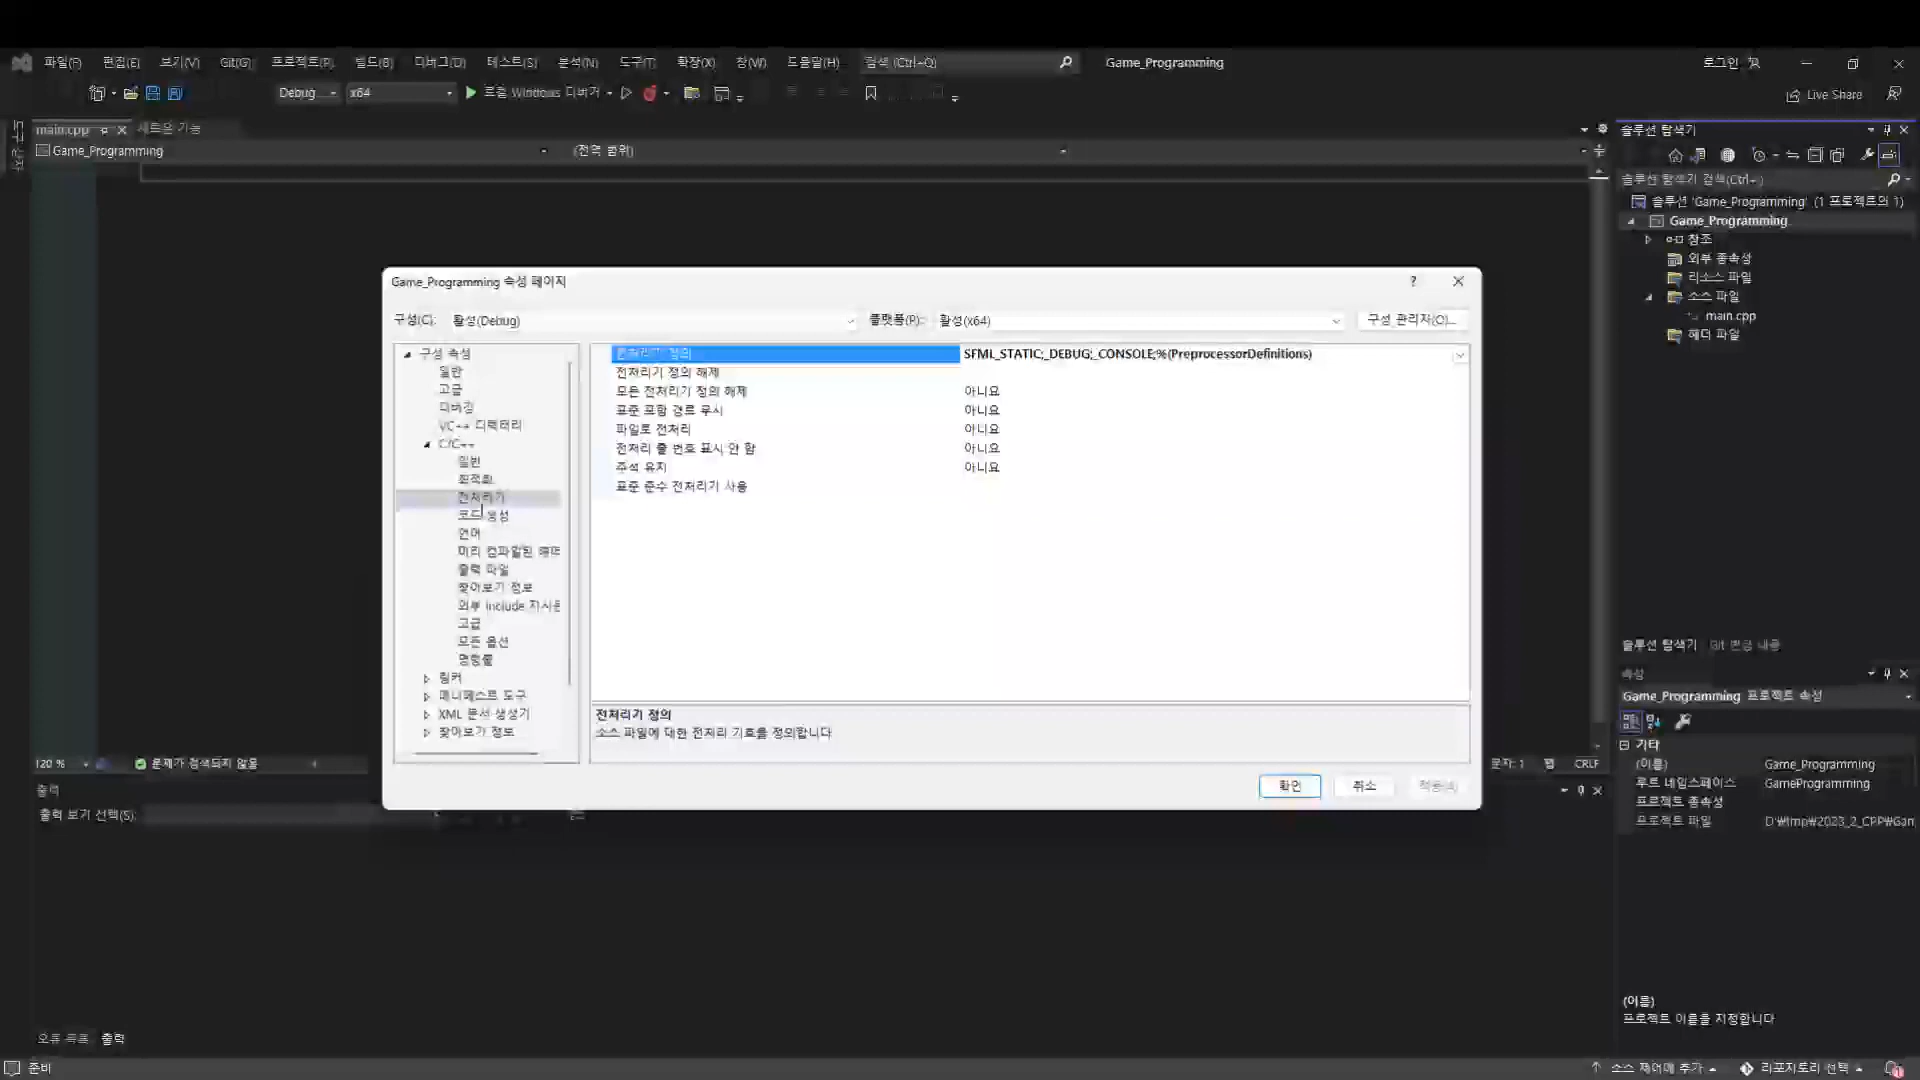 파일(F) 편집(E) 보기(V) Git(G) 프로젝트(P) 빌드(B) 디버그(D) 테스트(S) 분석(N) 도구(T) 확장(X) 창(W) 도움말(H) 검색 (Ctrl+Q) Game_Programming 로그인
Debug x64 로컬 Windows 디버거 Live Share
main.cpp 새로운 기능
Game_Programming (전역 범위)
솔루션 탐색기
솔루션 탐색기 검색(Ctrl+;)
솔루션 'Game_Programming' (1 프로젝트의 1)
Game_Programming
참조
외부 종속성
리소스 파일
소스 파일
main.cpp
헤더 파일
Game_Programming 속성 페이지 ?
구성(C): 활성(Debug) 플랫폼(P): 활성(x64) 구성 관리자(O)...
구성 속성
일반
고급
디버깅
VC++ 디렉터리
C/C++
일반
최적화
전처리기
코드 생성
언어
미리 컴파일된
출력 파일
찾아보기 정보
외부 include
고급
모든 옵션
명령줄
링커
매니페스트 도구
XML 문서 생성기
찾아보기 정보
전처리기 정의 SFML_STATIC;_DEBUG;_CONSOLE;%(PreprocessorDefinitions)
전처리기 정의 해제
모든 전처리기 정의 해제 아니요
표준 포함 경로 무시 아니요
파일로 전처리 아니요
전처리 줄 번호 표시 안 함 아니요
주석 유지 아니요
표준 준수 전처리기 사용
전처리기 정의
소스 파일에 대한 전처리 기호를 정의합니다
확인 취소 적용(A)
솔루션 탐색기 Git 변경 내용
속성
Game_Programming 프로젝트 속성
기타
(이름) Game_Programming
루트 네임스페이스 GameProgramming
프로젝트 종속성
프로젝트 파일 D:₩tmp₩2023_2_CPP₩Gam
(이름)
프로젝트 이름을 지정합니다
120 % 문제가 검색되지 않음 문자: 1 탭 CRLF
출력
출력 보기 선택(S):
오류 목록 출력
준비 소스 제어에 추가 리포지토리 선택